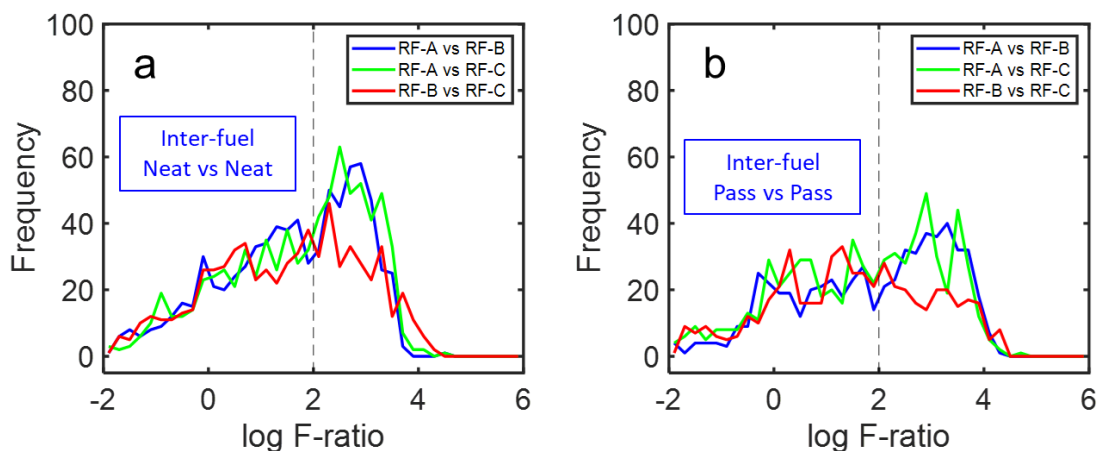 a
RF-A vs RF-B
RF-A vs RF-C
RF-B vs RF-C
Inter-fuel
Neat vs Neat
Frequency
100
80
60
40
20
0
-2
0
2
4
6
log F-ratio
b
RF-A vs RF-B
RF-A vs RF-C
RF-B vs RF-C
Inter-fuel
Pass vs Pass
Frequency
100
80
60
40
20
0
-2
0
2
4
6
log F-ratio